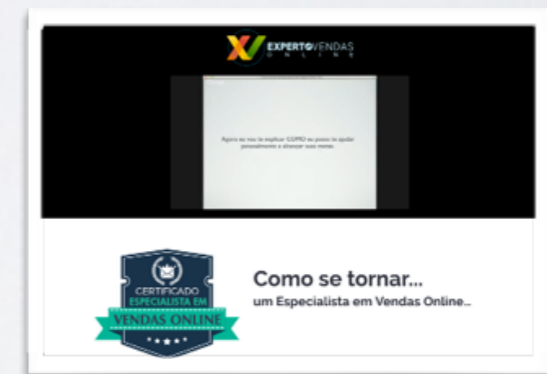 EXPERTOVENDAS
ONLINE
Agora eu vou te explicar COMO eu posso te ajudar
pessoalmente a alcançar suas metas.
CERTIFICADO
ESPECIALISTA EM
VENDAS ONLINE
Como se tornar...
um Especialista em Vendas Online...